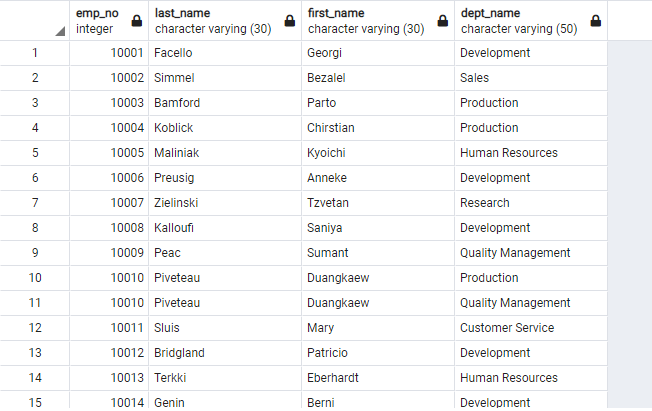 emp_no last_name first_name dept_name
integer character varying (30) character varying (30) character varying (50)
1 10001 Facello Georgi Development
2 10002 Simmel Bezalel Sales
3 10003 Bamford Parto Production
4 10004 Koblick Chirstian Production
5 10005 Maliniak Kyoichi Human Resources
6 10006 Preusig Anneke Development
7 10007 Zielinski Tzvetan Research
8 10008 Kalloufi Saniya Development
9 10009 Peac Sumant Quality Management
10 10010 Piveteau Duangkaew Production
11 10010 Piveteau Duangkaew Quality Management
12 10011 Sluis Mary Customer Service
13 10012 Bridgland Patricio Development
14 10013 Terkki Eberhardt Human Resources
15 10014 Genin Berni Development